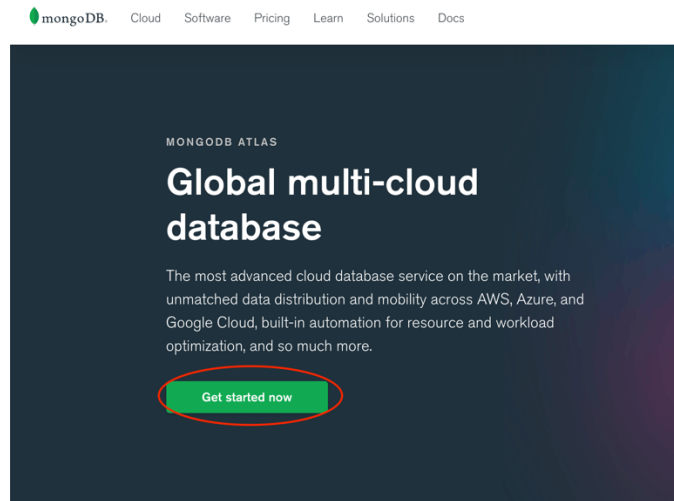 mongoDB. Cloud Software Pricing Learn Solutions Docs
MONGODB ATLAS
Global multi-cloud
database
The most advanced cloud database service on the market, with
unmatched data distribution and mobility across AWS, Azure, and
Google Cloud, built-in automation for resource and workload
optimization, and so much more.
Get started now